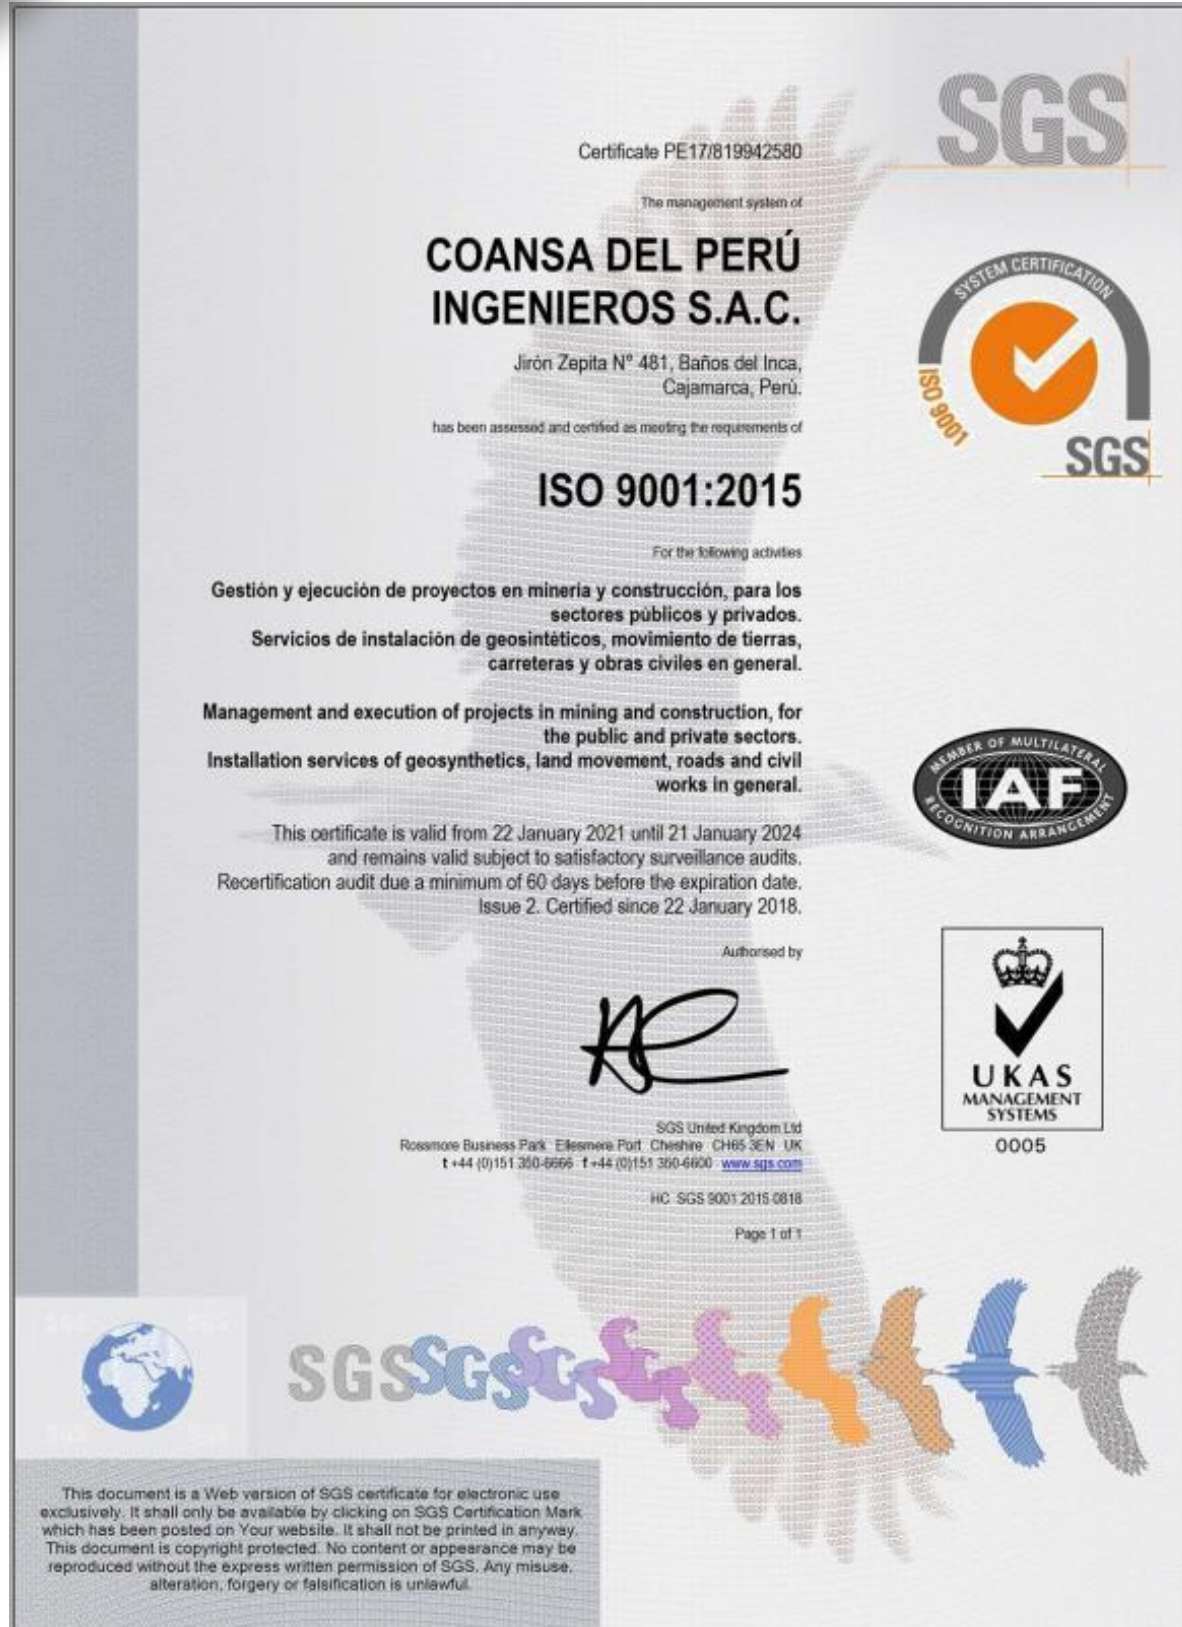 SGS
Certificate PE17/819942580
The management system of
COANSA DEL PERÚ
INGENIEROS S.A.C.
Jirón Zepita N° 481, Baños del Inca,
Cajamarca, Perú.
has been assessed and certified as meeting the requirements of
ISO 9001:2015
For the following activities
Gestión y ejecución de proyectos en minería y construcción, para los
sectores públicos y privados.
Servicios de instalación de geosintéticos, movimiento de tierras,
carreteras y obras civiles en general.
Management and execution of projects in mining and construction, for
the public and private sectors.
Installation services of geosynthetics, land movement, roads and civil
works in general.
This certificate is valid from 22 January 2021 until 21 January 2024
and remains valid subject to satisfactory surveillance audits.
Recertification audit due a minimum of 60 days before the expiration date.
Issue 2. Certified since 22 January 2018.
Authorised by
SGS United Kingdom Ltd
Rossmore Business Park Ellesmere Port Cheshire CH65 3EN UK
t +44 (0)151 350-6666 f +44 (0)151 350-6600 www.sgs.com
HC SGS 9001 2015 0818
Page 1 of 1
SYSTEM CERTIFICATION
ISO 9001
SGS
MEMBER OF MULTILATERAL
IAF
RECOGNITION ARRANGEMENT
UKAS
MANAGEMENT
SYSTEMS
0005
SGSSGSSGS
This document is a Web version of SGS certificate for electronic use
exclusively. It shall only be available by clicking on SGS Certification Mark
which has been posted on Your website. It shall not be printed in anyway.
This document is copyright protected. No content or appearance may be
reproduced without the express written permission of SGS. Any misuse,
alteration, forgery or falsification is unlawful.